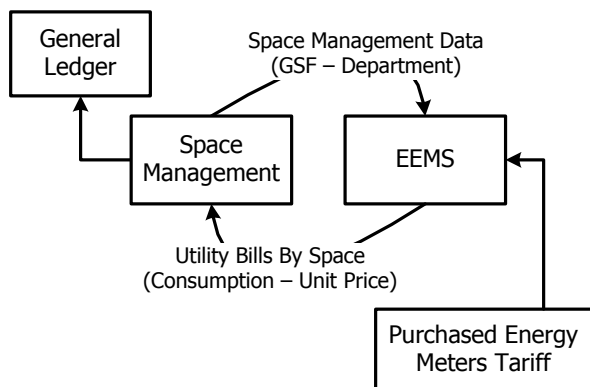 General
Ledger
Space Management Data
(GSF – Department)
Space
Management
EEMS
Utility Bills By Space
(Consumption – Unit Price)
Purchased Energy
Meters Tariff